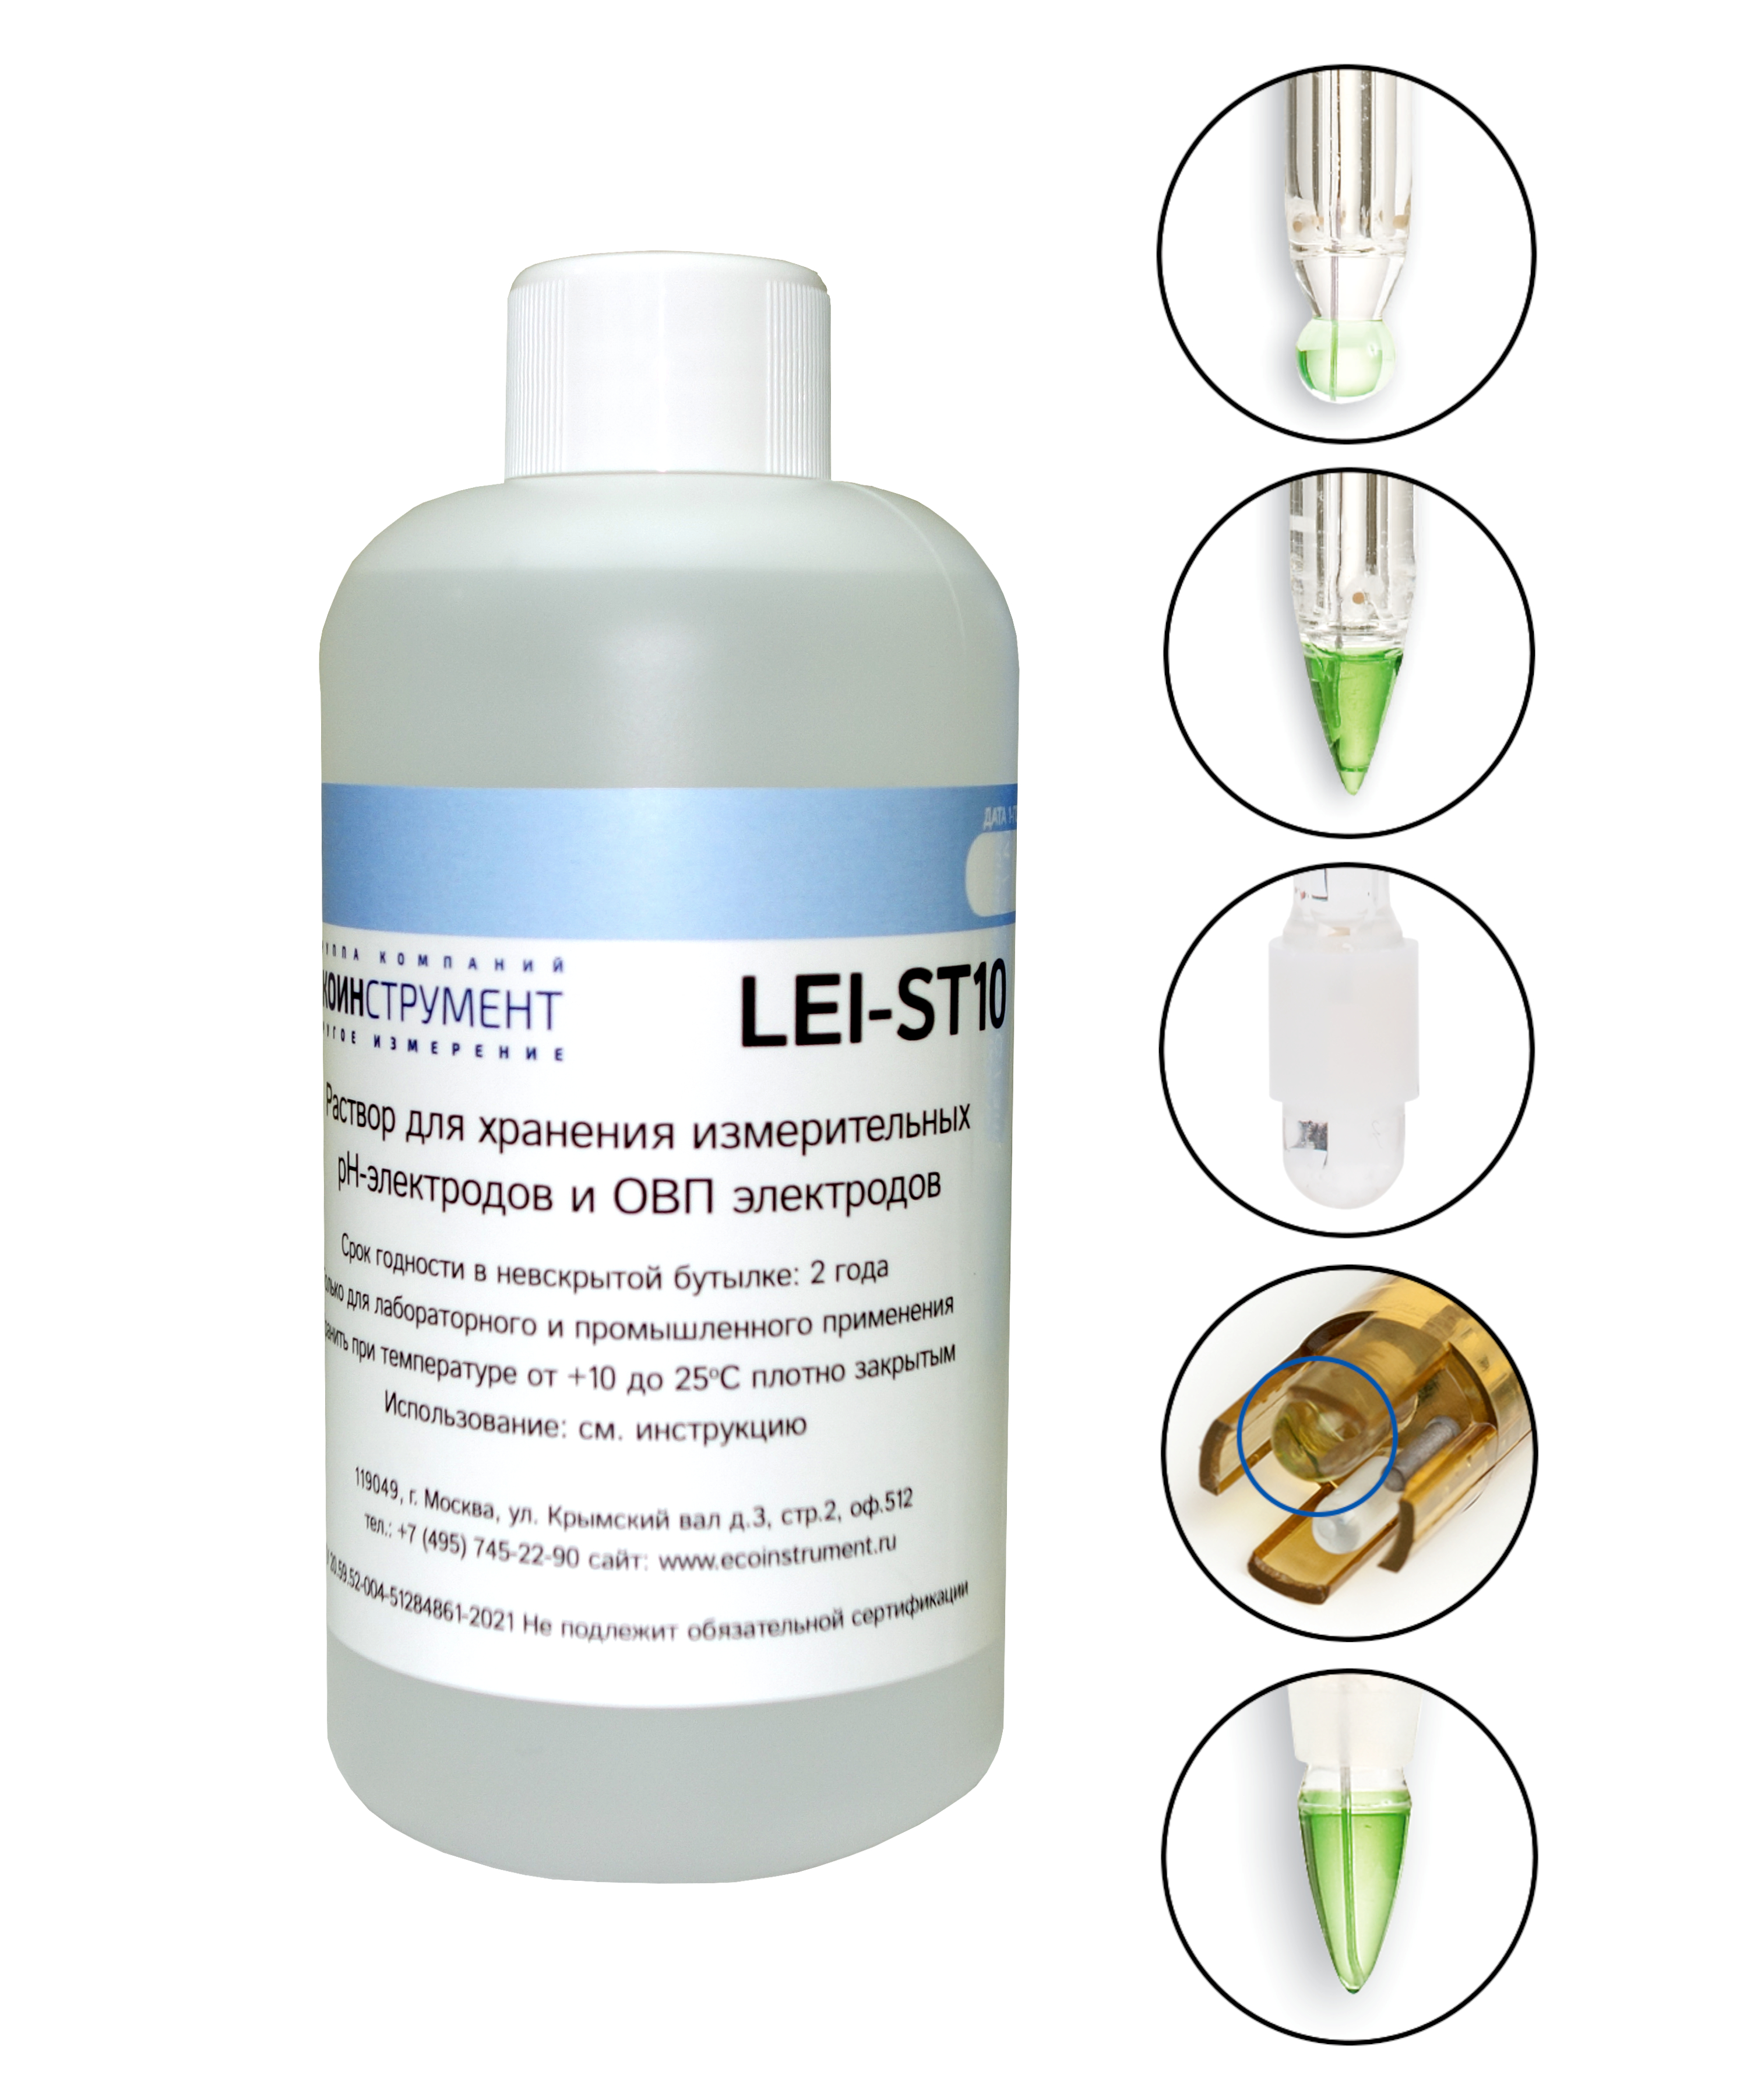 ДАТА 1-
КОМПАНИЙ
КОИНСТРУМЕНТ
ИЗМЕРЕНИЕ
LEI-ST10
Раствор для хранения измерительных
pH-электродов и ОВП электродов
Срок годности в невскрытой бутылке: 2 года
для лабораторного и промышленного применения
при температуре от +10 до 25°С плотно закрытым
Использование: см. инструкцию
119049, г. Москва, ул. Крымский вал д.3, стр.2, оф.512
тел.: +7 (495) 745-22-90 сайт: www.ecoinstrument.ru
20.59.52-004-51284861-2021 Не подлежит обязательной сертификации